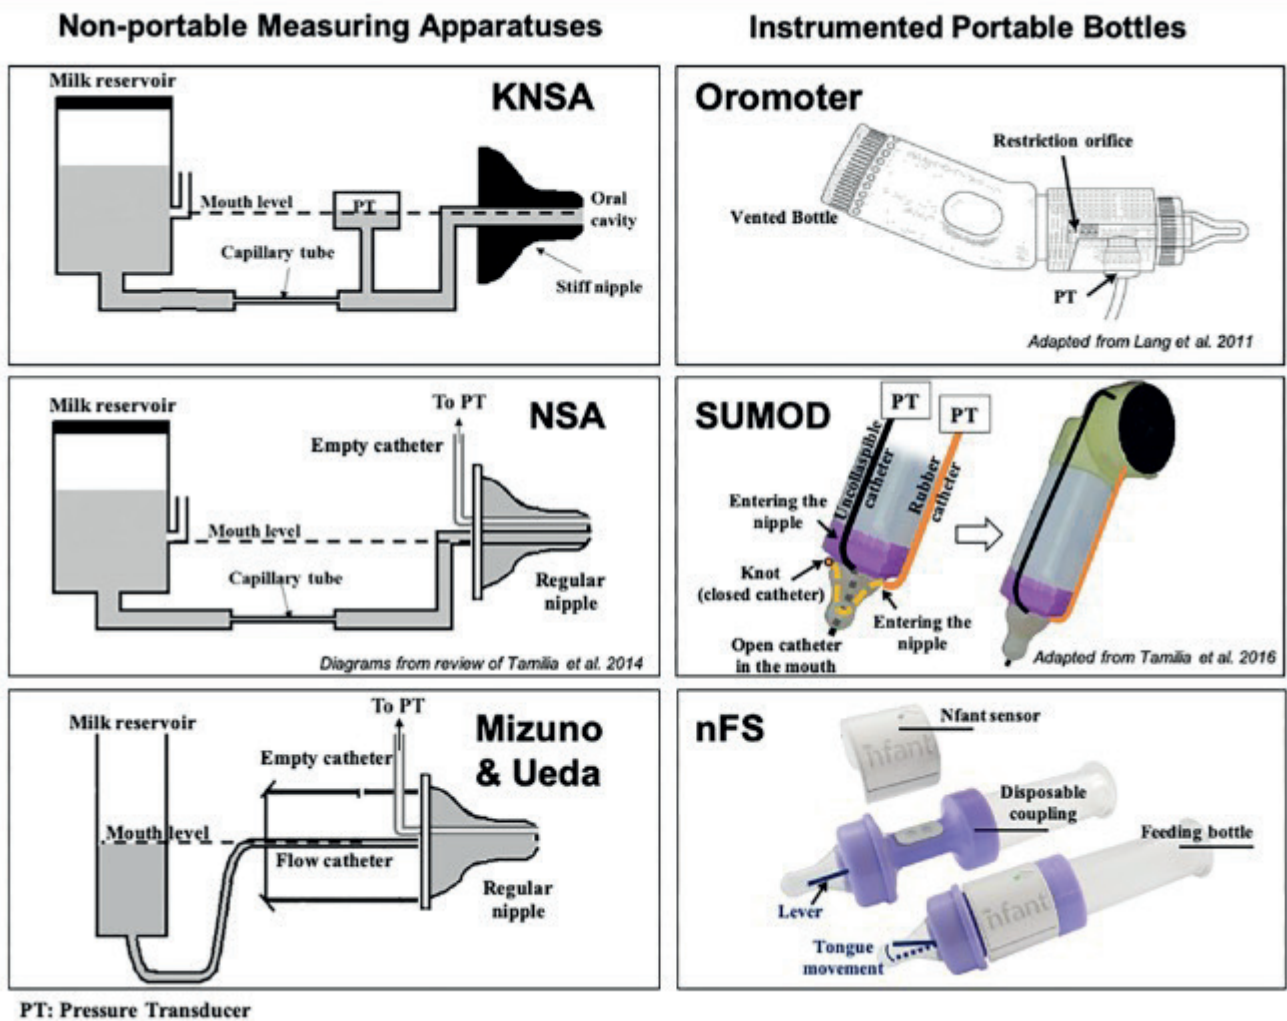 Non-portable Measuring Apparatuses
Instrumented Portable Bottles
Milk reservoir
KNSA
Mouth level
PT
Oral
cavity
Capillary tube
Stiff nipple
Oromoter
Restriction orifice
Vented Bottle
PT
Adapted from Lang et al. 2011
Milk reservoir
To PT
NSA
Empty catheter
Mouth level
Capillary tube
Regular
nipple
Diagrams from review of Tamilia et al. 2014
SUMOD
PT
PT
Uncollaspible
catheter
Rubber
catheter
Entering the
nipple
Knot
(closed catheter)
Entering the
nipple
Open catheter
in the mouth
Adapted from Tamilia et al. 2016
Milk reservoir
To PT
Mizuno
& Ueda
Empty catheter
Mouth level
Flow catheter
Regular
nipple
nFS
Nfant sensor
nfant
Disposable
coupling
Feeding bottle
Lever
nfant
Tongue
movement
PT: Pressure Transducer